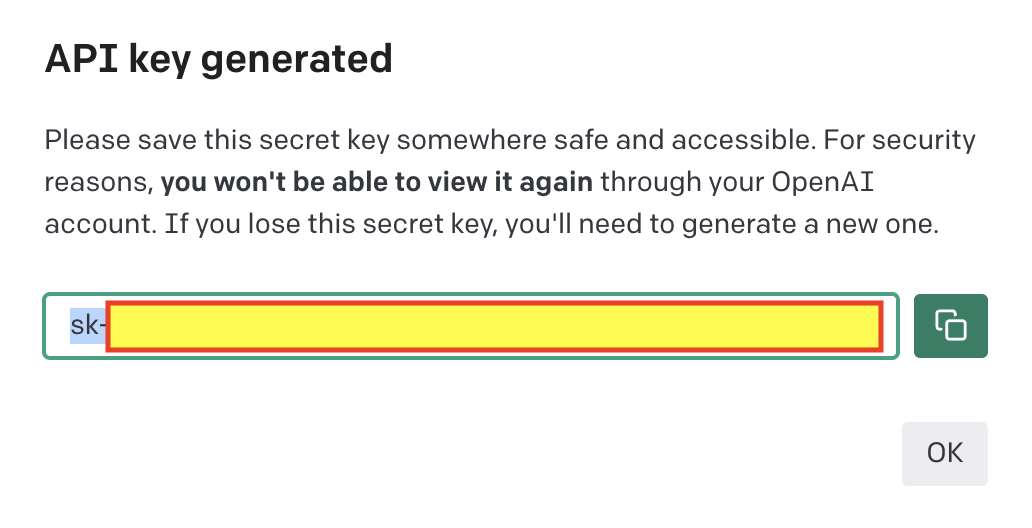 API key generated
Please save this secret key somewhere safe and accessible. For security
reasons, you won't be able to view it again through your OpenAI
account. If you lose this secret key, you'll need to generate a new one.
sk-
OK